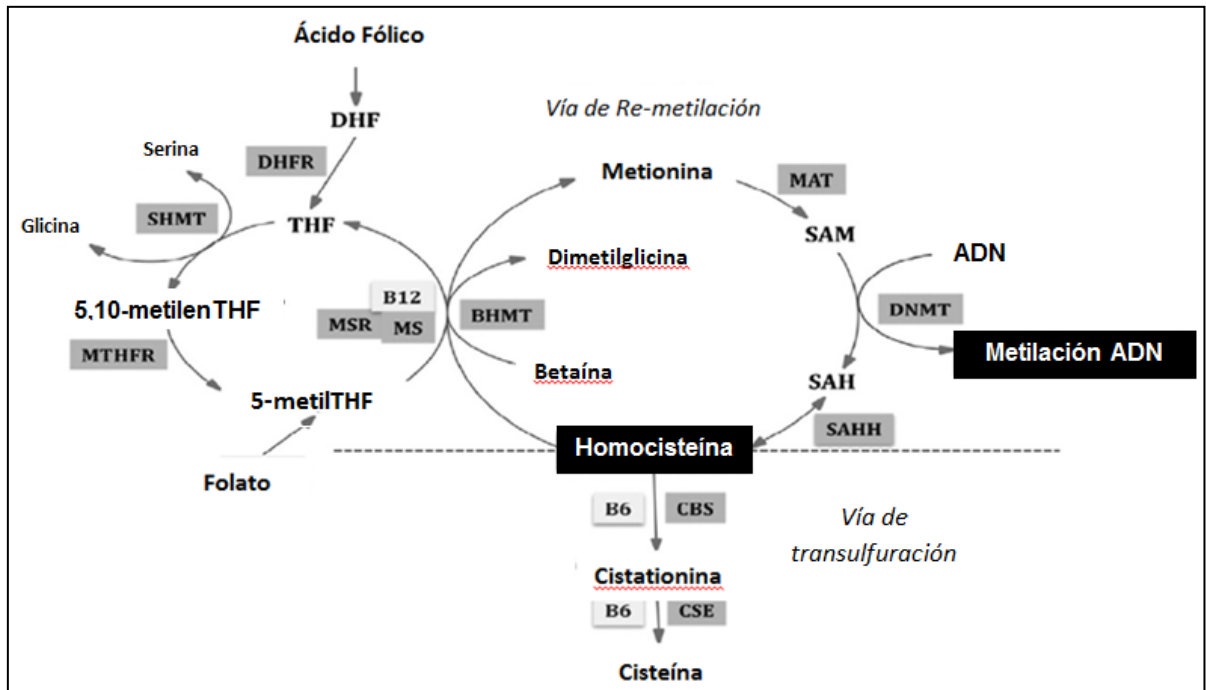 Ácido Fólico
DHF
Vía de Re-metilación
Serina
DHFR
Metionina
MAT
SHMT
THF
Glicina
SAM
ADN
Dimetilglicina
B12
5,10-metilenTHF
MSR
MS
BHMT
DNMT
MTHFR
Metilación ADN
Betaína
SAH
5-metilTHF
SAHH
Homocisteína
Folato
B6
CBS
Vía de
transulfuración
Cistationina
B6
CSE
Cisteína